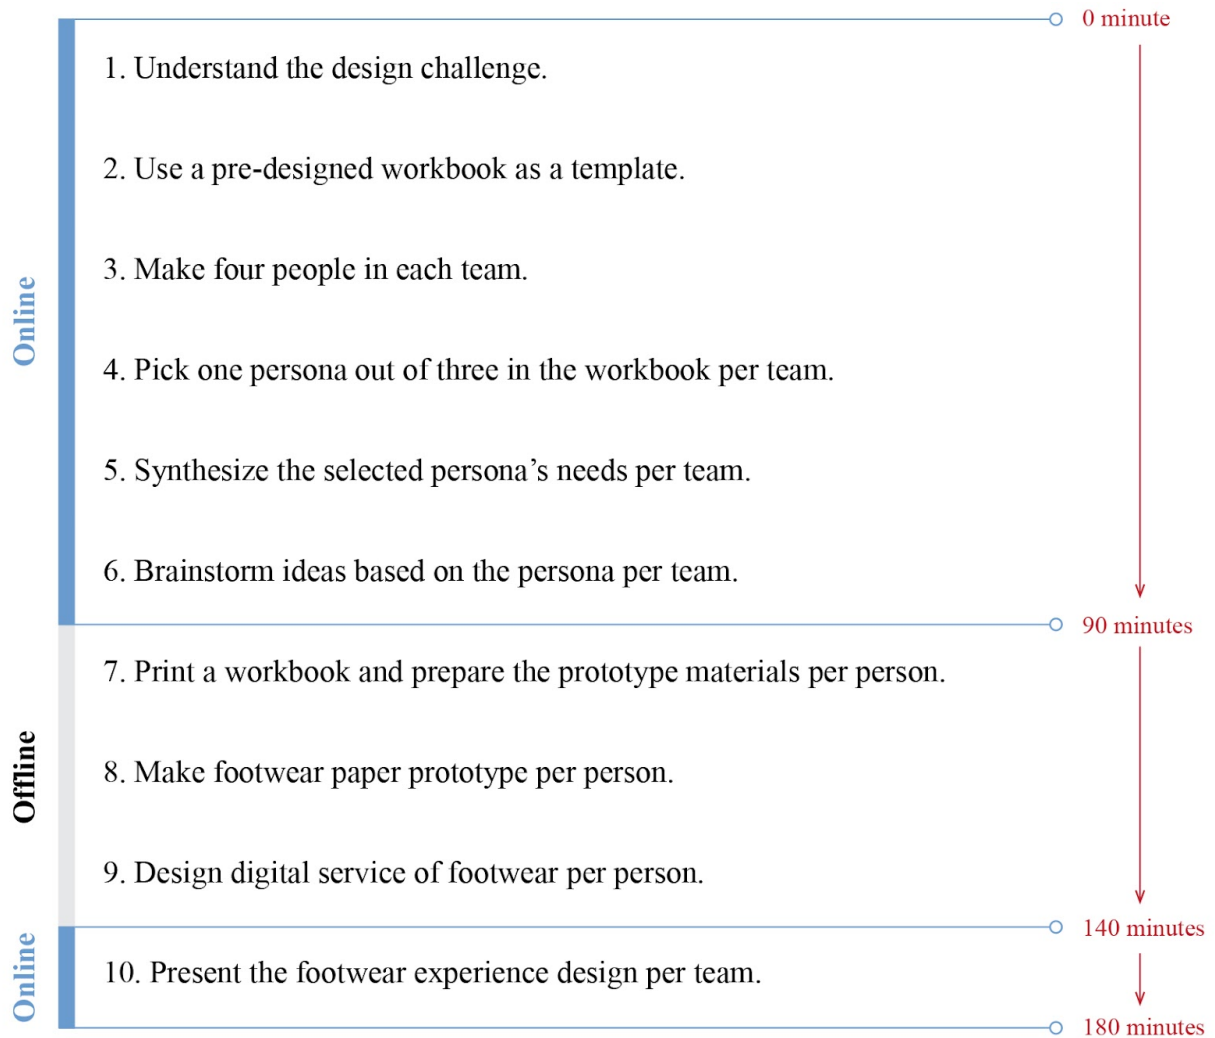 0 minute
Online
1. Understand the design challenge.
2. Use a pre-designed workbook as a template.
3. Make four people in each team.
4. Pick one persona out of three in the workbook per team.
5. Synthesize the selected persona’s needs per team.
6. Brainstorm ideas based on the persona per team.
90 minutes
Offline
7. Print a workbook and prepare the prototype materials per person.
8. Make footwear paper prototype per person.
9. Design digital service of footwear per person.
140 minutes
Online
10. Present the footwear experience design per team.
180 minutes